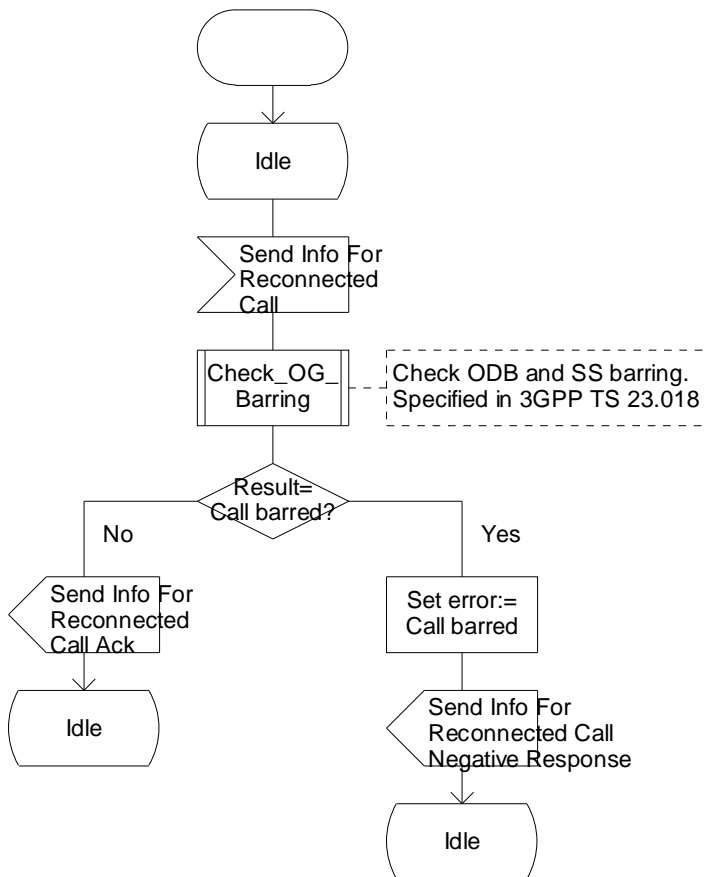 Idle
Send Info For
Reconnected
Call
Check_OG_
Barring
Check ODB and SS barring.
Specified in 3GPP TS 23.018
Result=
Call barred?
No
Yes
Send Info For
Reconnected
Call Ack
Set error:=
Call barred
Idle
Send Info For
Reconnected Call
Negative Response
Idle